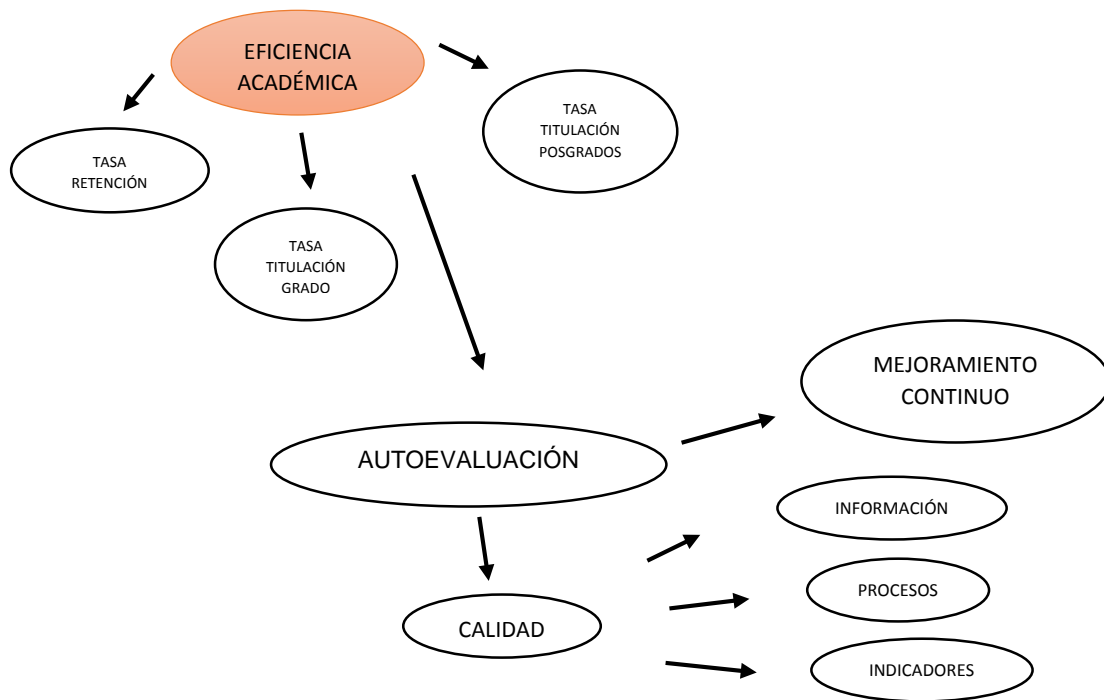 EFICIENCIA
ACADÉMICA
TASA
TITULACIÓN
POSGRADOS
TASA
RETENCIÓN
TASA
TITULACIÓN
GRADO
MEJORAMIENTO
CONTINUO
AUTOEVALUACIÓN
INFORMACIÓN
PROCESOS
CALIDAD
INDICADORES